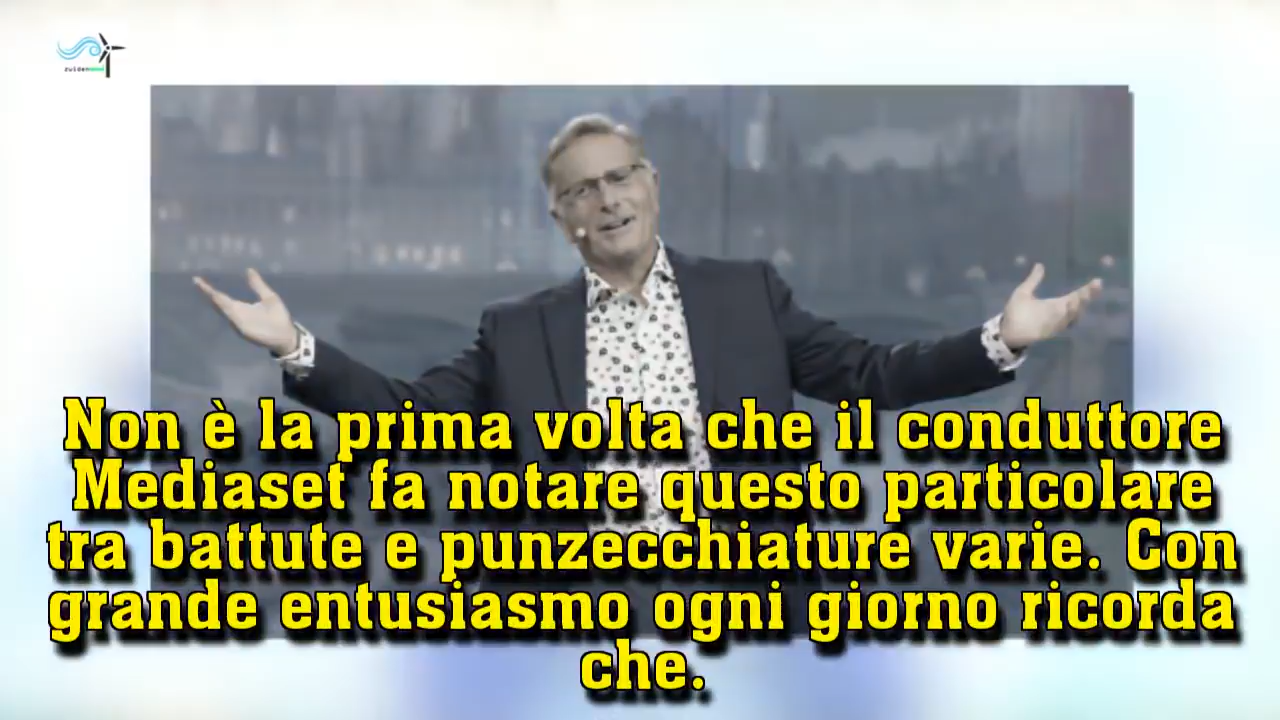 zuidenwind
Non è la prima volta che il conduttore
Mediaset fa notare questo particolare
tra battute e punzecchiature varie. Con
grande entusiasmo ogni giorno ricorda
che.